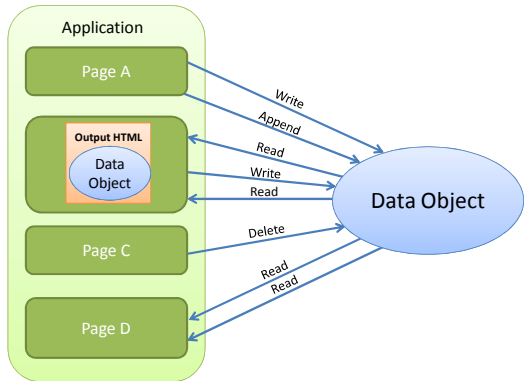 Application
Page A
Write
Append
Output HTML
Data
Object
Read
Write
Read
Data Object
Page C
Delete
Read
Read
Page D